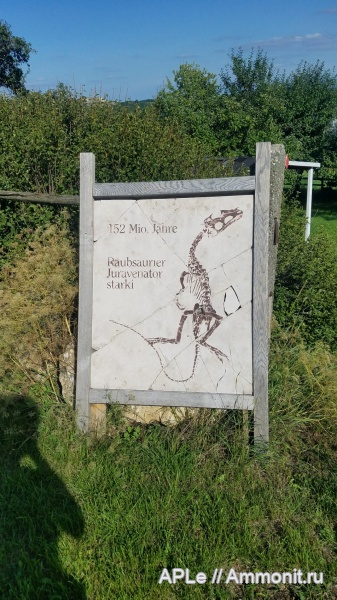 152 Mio. Jahre
Raubsaurier
Juravenator
starki
APLe // Ammonit.ru